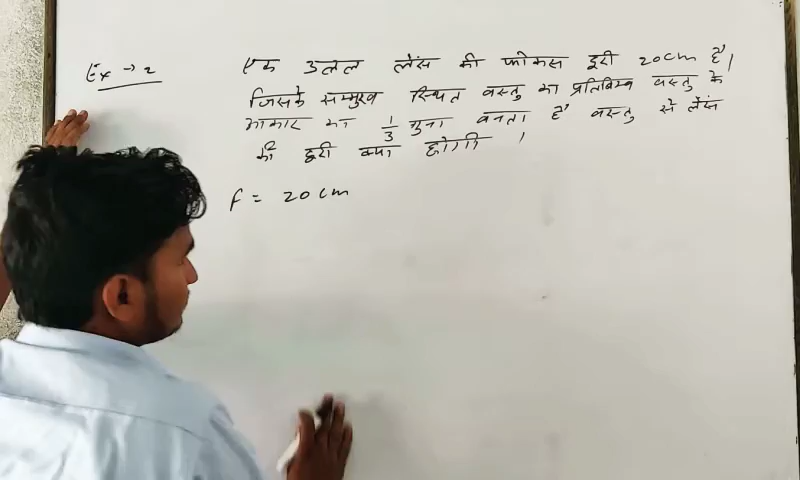 Ex → 2
एक उत्तल लेंस की फोकस दूरी 20cm है।
जिसके सम्मुख स्थित वस्तु का प्रतिबिम्ब वस्तु के
आकार का 1/3 गुना बनता है वस्तु से लेंस
की दूरी क्या होगी ।
F = 20cm